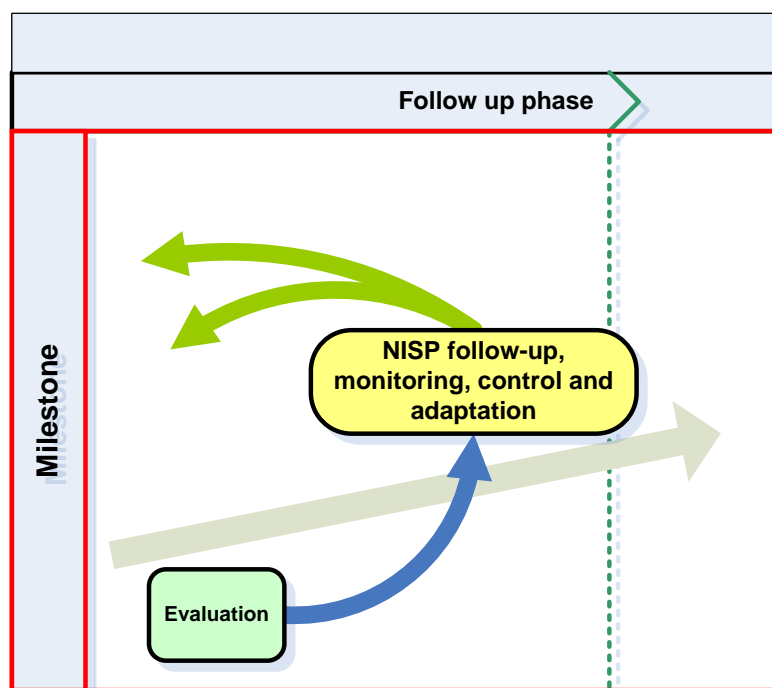 Follow up phase
Milestone
NISP follow-up,
monitoring, control and
adaptation
Evaluation